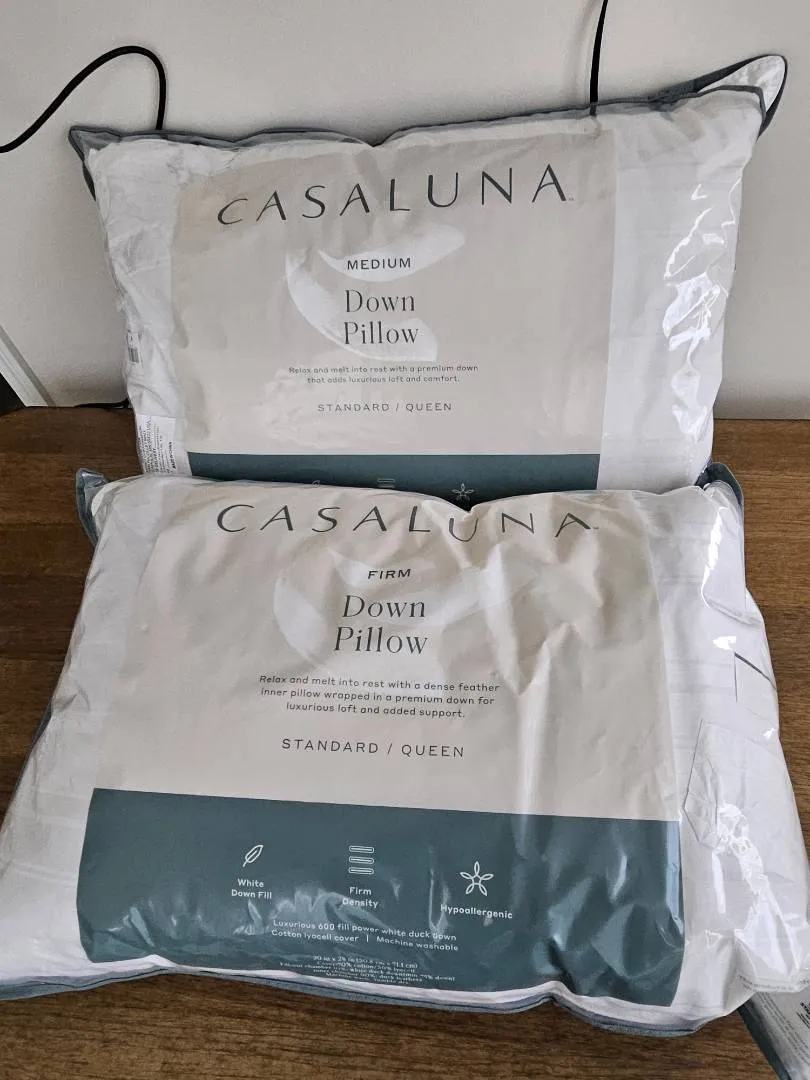 CASALUNA
MEDIUM
Down
Pillow
Relax and melt into rest with a premium down
that adds luxurious loft and comfort.
STANDARD / QUEEN
CASALUNA™
FIRM
Down
Pillow
Relax and melt into rest with a dense feather
inner pillow wrapped in a premium down for
luxurious loft and added support.
STANDARD / QUEEN
White
Down Fill
Firm
Density
Hypoallergenic
Luxurious 600 fill power white duck down
Cotton lyocell cover | Machine washable